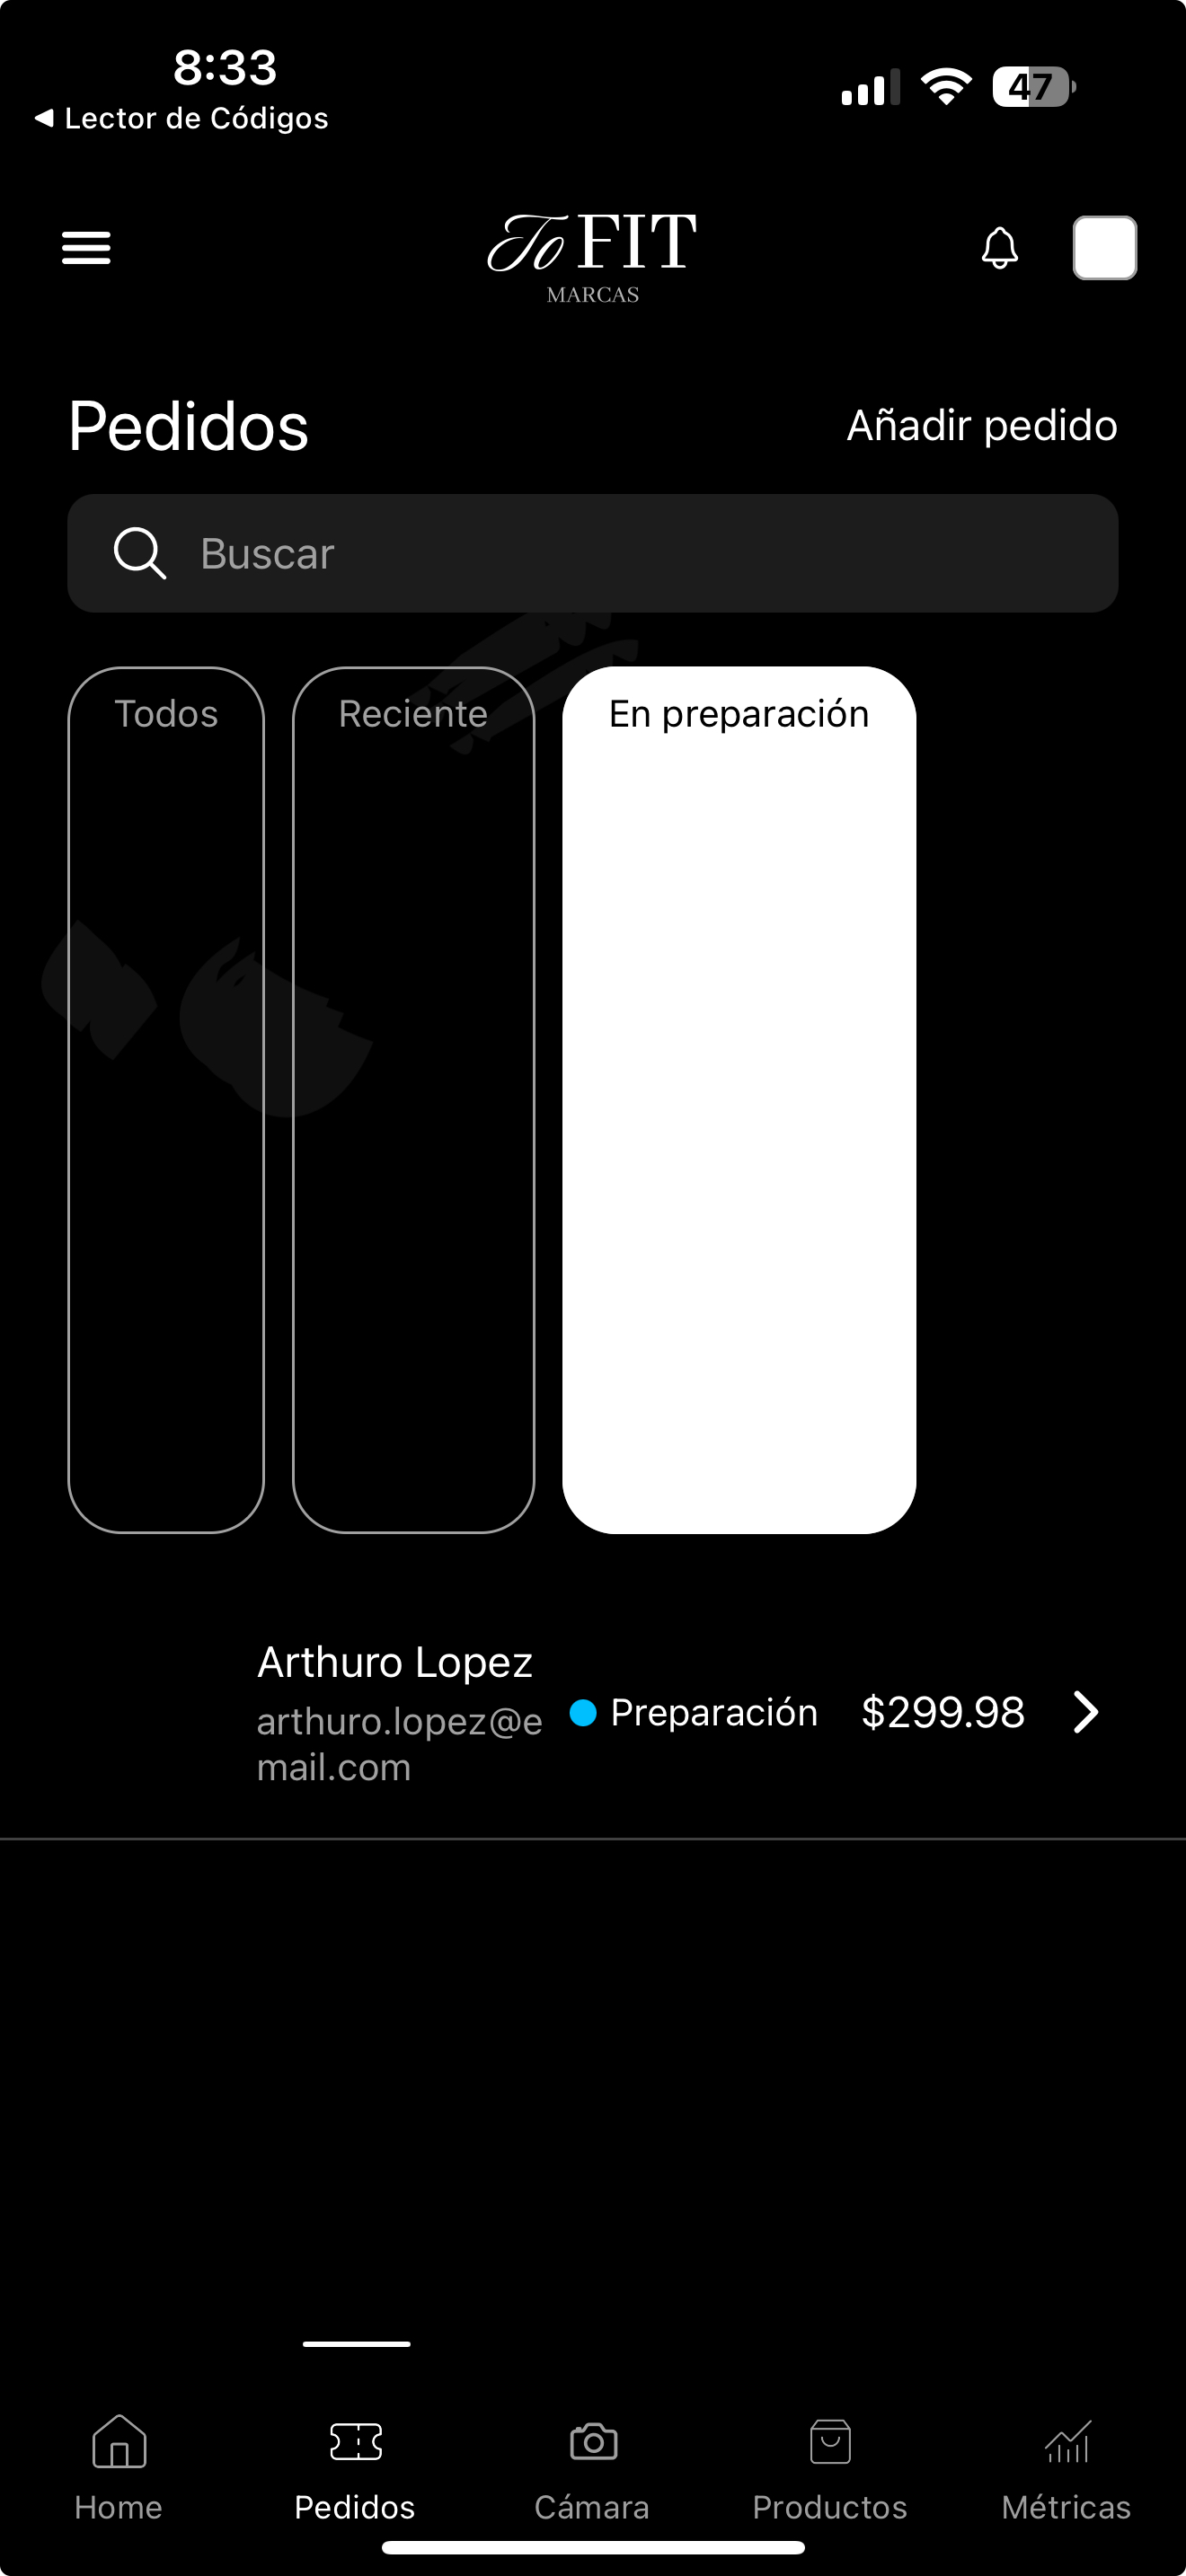 8:33
47
◀ Lector de Códigos
To FIT
MARCAS
Pedidos
Añadir pedido
Buscar
Todos
Reciente
En preparación
Arthuro Lopez
arthuro.lopez@e
mail.com
Preparación
$299.98
Home
Pedidos
Cámara
Productos
Métricas